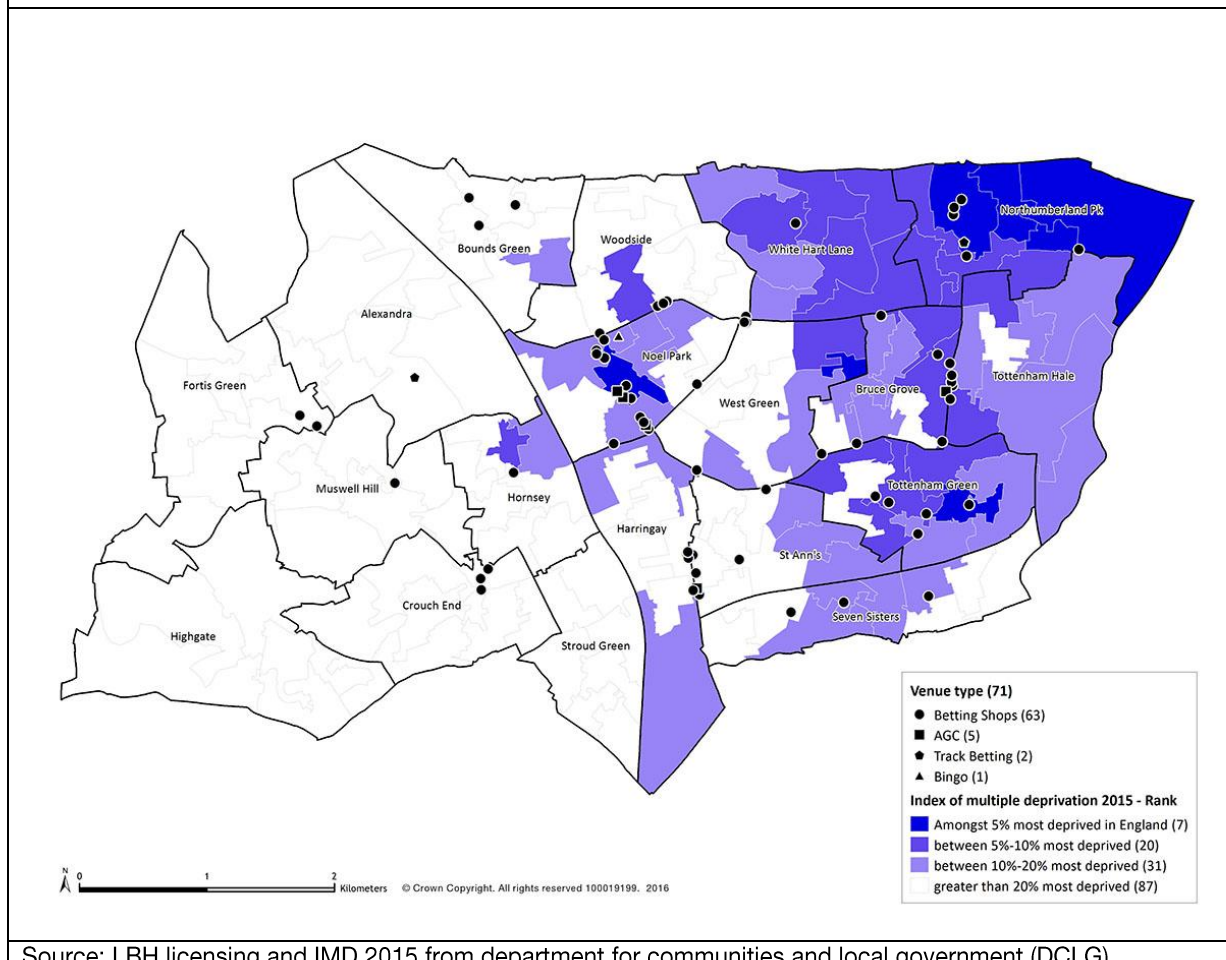 Northumberland Pk
Woodside
Bounds Green
White Hart Lane
Alexandra
Noel Park
Tottenham Hale
Fortis Green
Bruce Grove
West Green
Tottenham Green
Muswell Hill
Hornsey
Harringay
St Ann's
Crouch End
Seven Sisters
Highgate
Stroud Green
Venue type (71)
Betting Shops (63)
AGC (5)
Track Betting (2)
Bingo (1)
Index of multiple deprivation 2015 - Rank
Amongst 5% most deprived in England (7)
between 5%-10% most deprived (20)
between 10%-20% most deprived (31)
greater than 20% most deprived (87)
N
0 1 2
Kilometers © Crown Copyright. All rights reserved 100019199. 2016
Source: LBH licensing and IMD 2015 from department for communities and local government (DCLG)